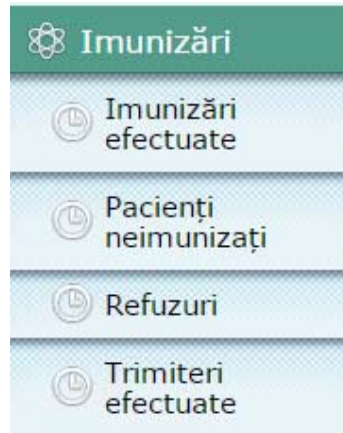 Imunizări
Imunizări
efectuate
Pacienți
neimunizați
Refuzuri
Trimiteri
efectuate